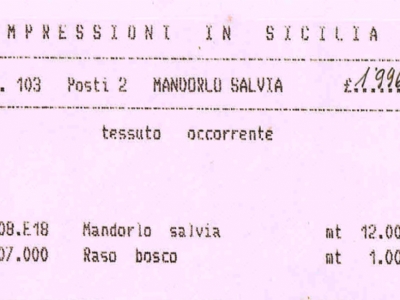 MPRESSIONI IN SICILIA
. 103 Posti 2 MANDORLO SALVIA £ 1996
tessuto occorrente
08.E18 Mandorlo salvia mt 12.00
07.000 Raso bosco mt 1.00